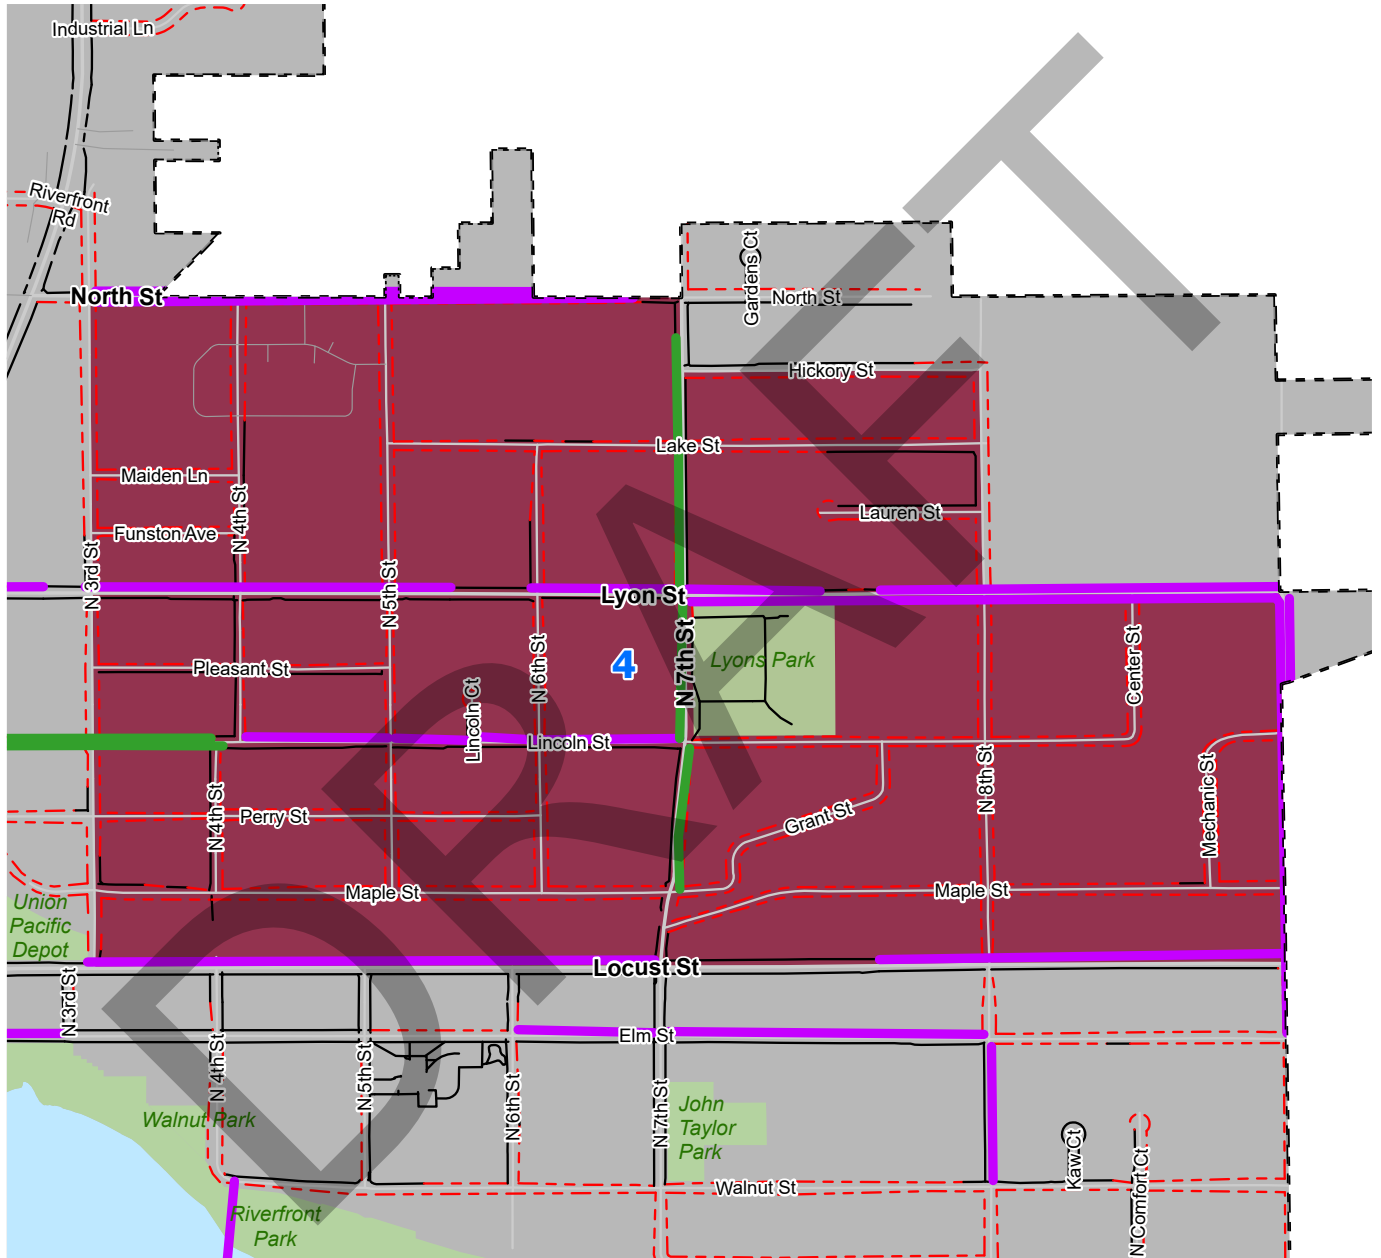 Industrial Ln
Riverfront
Rd
North St
Gardens Ct
North St
Hickory St
Lake St
Maiden Ln
N 4th St
Funston Ave
Lauren St
N 3rd St
N 5th St
Lyon St
N 7th St
N 6th St
4
Lyons Park
Center St
Pleasant St
Lincoln Ct
Lincoln St
N 8th St
Mechanic St
N 4th St
Perry St
Grant St
Maple St
Maple St
Union
Pacific
Depot
Locust St
N 3rd St
Elm St
N 4th St
N 5th St
N 6th St
N 7th St
Walnut Park
John
Taylor
Park
Kaw Ct
N Comfort Ct
Walnut St
Riverfront
Park
DRAFT